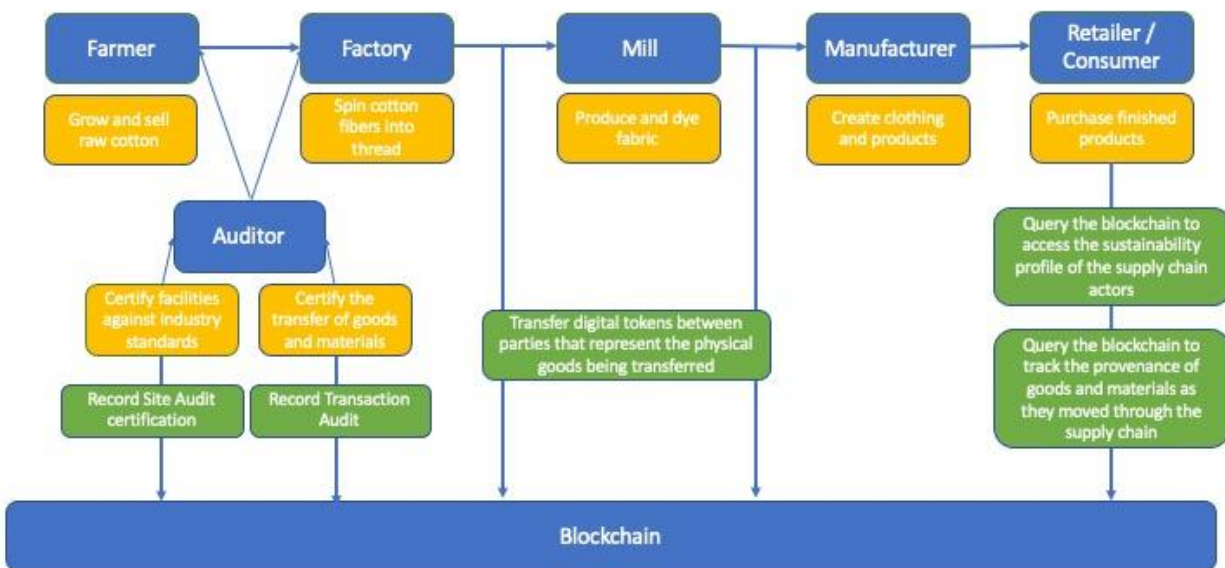 Farmer
Factory
Mill
Manufacturer
Retailer /
Consumer
Grow and sell
raw cotton
Spin cotton
fibers into
thread
Produce and dye
fabric
Create clothing
and products
Purchase finished
products
Auditor
Certify facilities
against industry
standards
Certify the
transfer of goods
and materials
Record Site Audit
certification
Record Transaction
Audit
Transfer digital tokens between
parties that represent the physical
goods being transferred
Query the blockchain to
access the sustainability
profile of the supply chain
actors
Query the blockchain to
track the provenance of
goods and materials as
they moved through the
supply chain
Blockchain